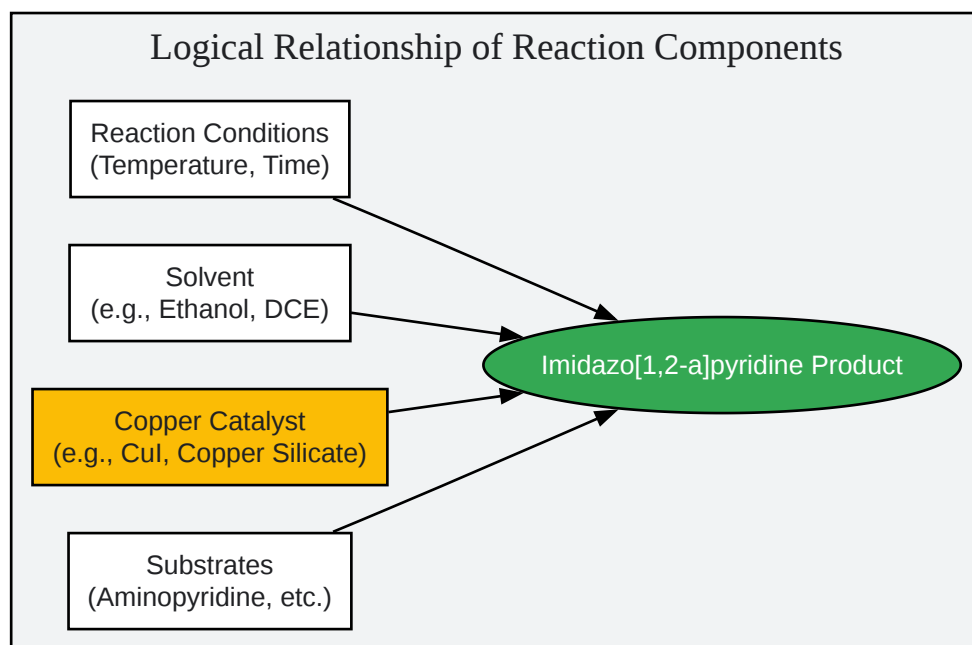 Logical Relationship of Reaction Components
Reaction Conditions
(Temperature, Time)
Solvent
(e.g., Ethanol, DCE)
Imidazo[1,2-a]pyridine Product
Copper Catalyst
(e.g., CuI, Copper Silicate)
Substrates
(Aminopyridine, etc.)